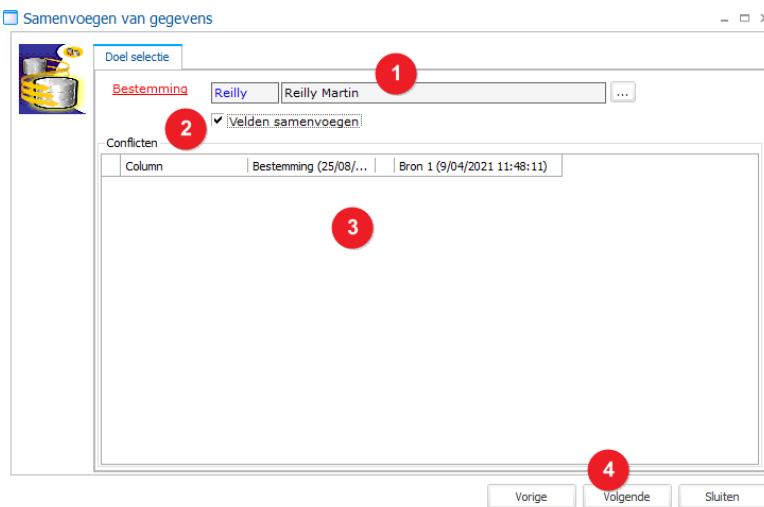 Samenvoegen van gegevens
Doel selectie
1
Bestemming Reilly Reilly Martin ...
2 Velden samenvoegen
Conflicten
Column Bestemming (25/08/... Bron 1 (9/04/2021 11:48:11)
3
4
Vorige Volgende Sluiten